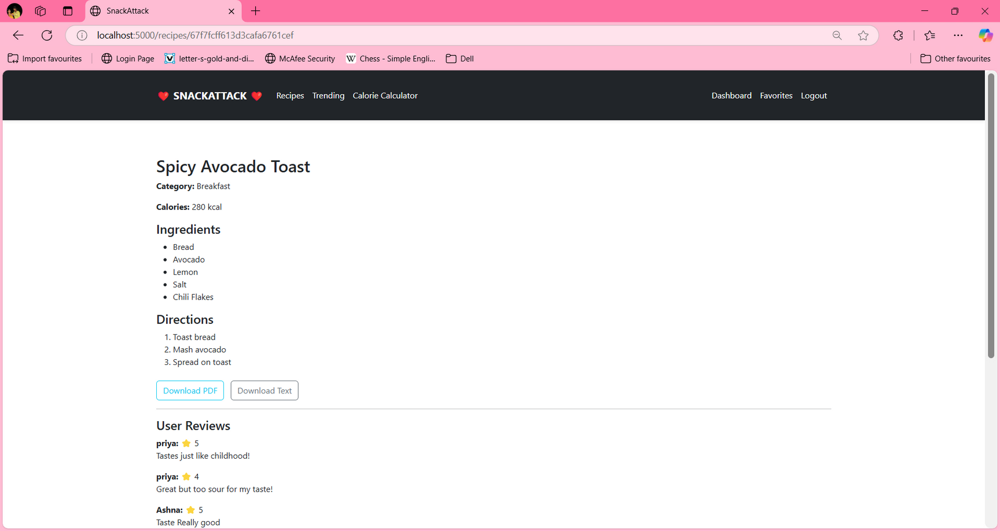 SnackAttack
localhost:5000/recipes/67f7fcff613d3cafa6761cef
Import favourites Login Page letter-s-gold-and-di... McAfee Security W Chess - Simple Engli... Dell Other favourites
SNACKATTACK Recipes Trending Calorie Calculator Dashboard Favorites Logout
Spicy Avocado Toast
Category: Breakfast
Calories: 280 kcal
Ingredients
• Bread
• Avocado
• Lemon
• Salt
• Chili Flakes
Directions
1. Toast bread
2. Mash avocado
3. Spread on toast
Download PDF Download Text
User Reviews
priya: ⭐ 5
Tastes just like childhood!
priya: ⭐ 4
Great but too sour for my taste!
Ashna: ⭐ 5
Taste Really good